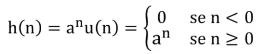 h(n) = aⁿu(n) = { 0 se n < 0
aⁿ se n ≥ 0